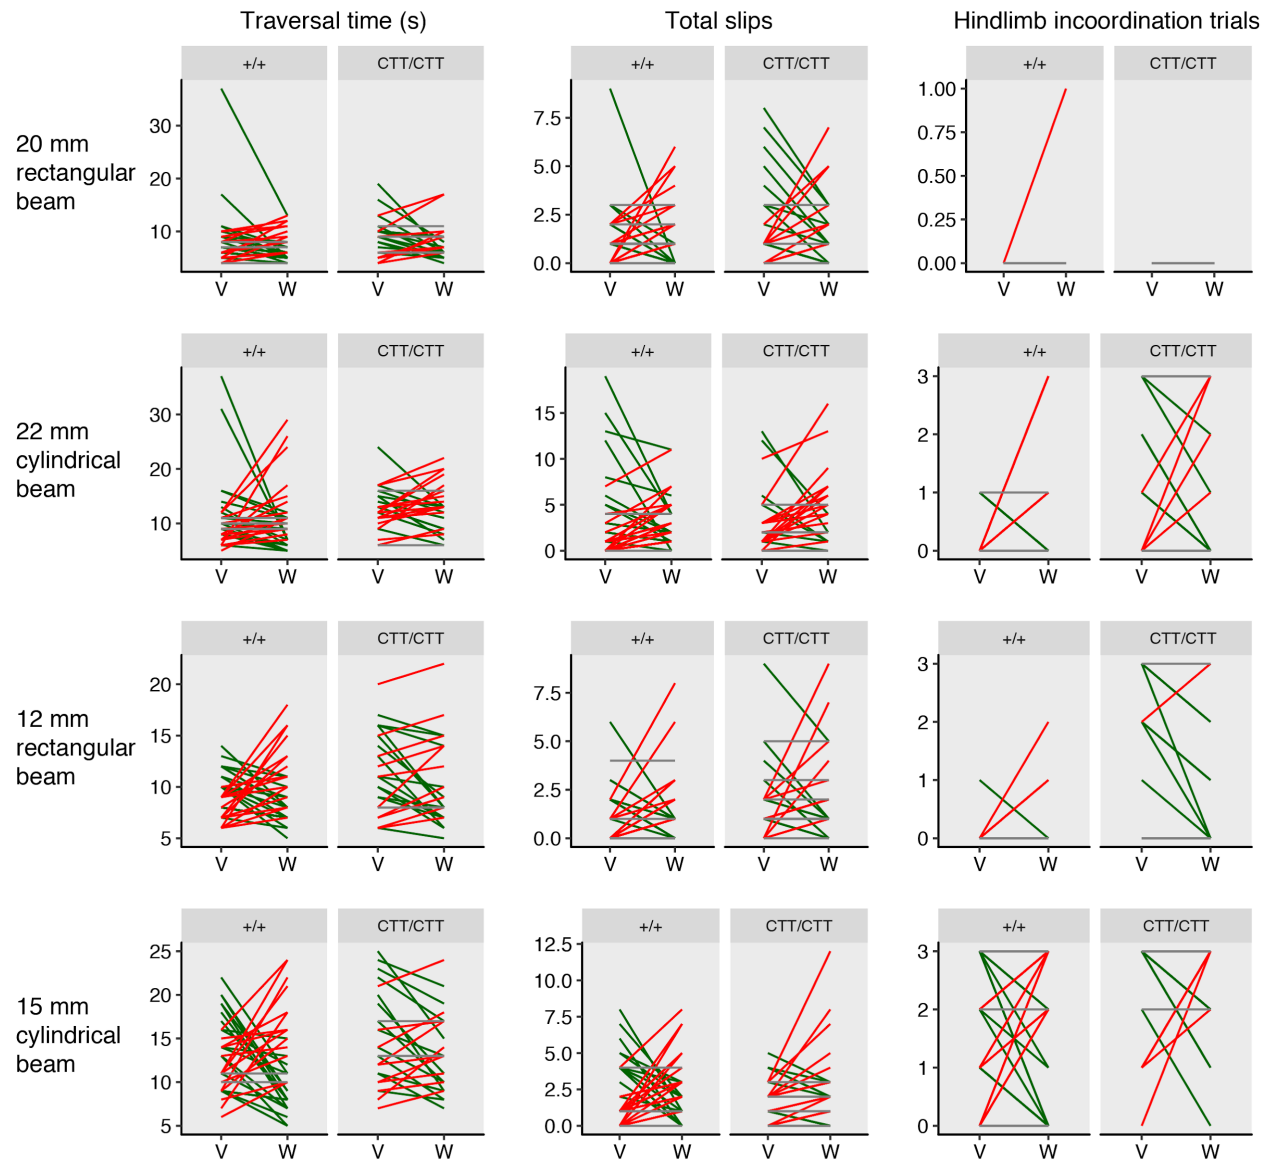 Traversal time (s) Total slips Hindlimb incoordination trials
20 mm
rectangular
beam
+/+ CTT/CTT
30
20
10
V W V W
+/+ CTT/CTT
7.5
5.0
2.5
0.0
V W V W
+/+ CTT/CTT
1.00
0.75
0.50
0.25
0.00
V W V W
22 mm
cylindrical
beam
+/+ CTT/CTT
30
20
10
V W V W
+/+ CTT/CTT
15
10
5
0
V W V W
+/+ CTT/CTT
3
2
1
0
V W V W
12 mm
rectangular
beam
+/+ CTT/CTT
20
15
10
5
V W V W
+/+ CTT/CTT
7.5
5.0
2.5
0.0
V W V W
+/+ CTT/CTT
3
2
1
0
V W V W
15 mm
cylindrical
beam
+/+ CTT/CTT
25
20
15
10
5
V W V W
+/+ CTT/CTT
12.5
10.0
7.5
5.0
2.5
0.0
V W V W
+/+ CTT/CTT
3
2
1
0
V W V W